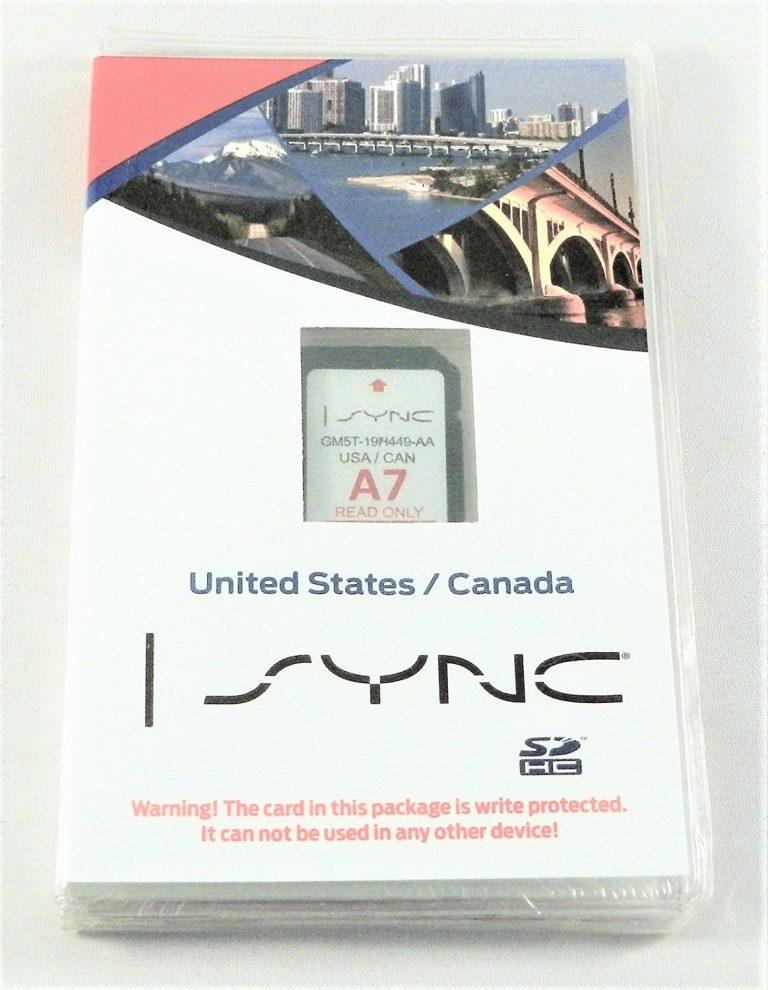 SYNC
GM5T-19H449-AA
USA / CAN
A7
READ ONLY
United States / Canada
SYNC®
SD™
HC
Warning! The card in this package is write protected.
It can not be used in any other device!